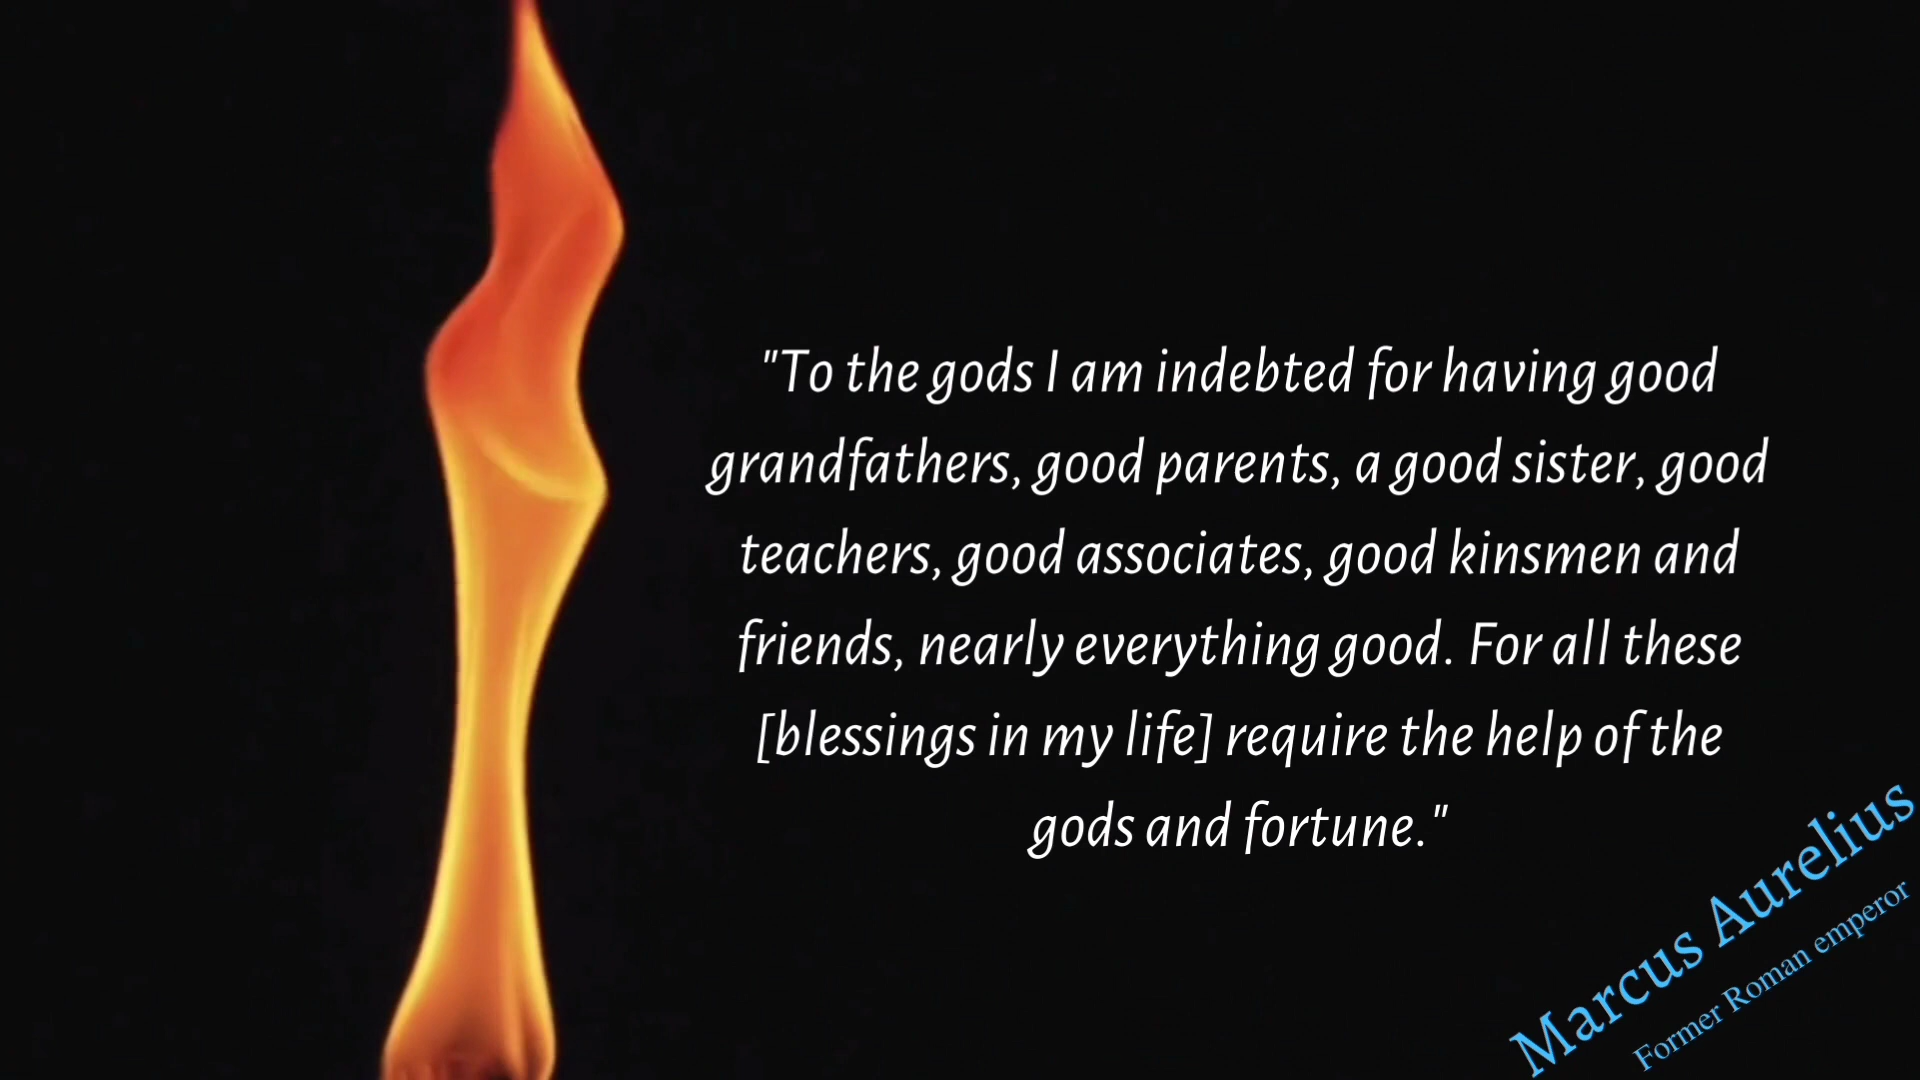 "To the gods I am indebted for having good
grandfathers, good parents, a good sister, good
teachers, good associates, good kinsmen and
friends, nearly everything good. For all these
[blessings in my life] require the help of the
gods and fortune."
Marcus Aurelius
Former Roman emperor